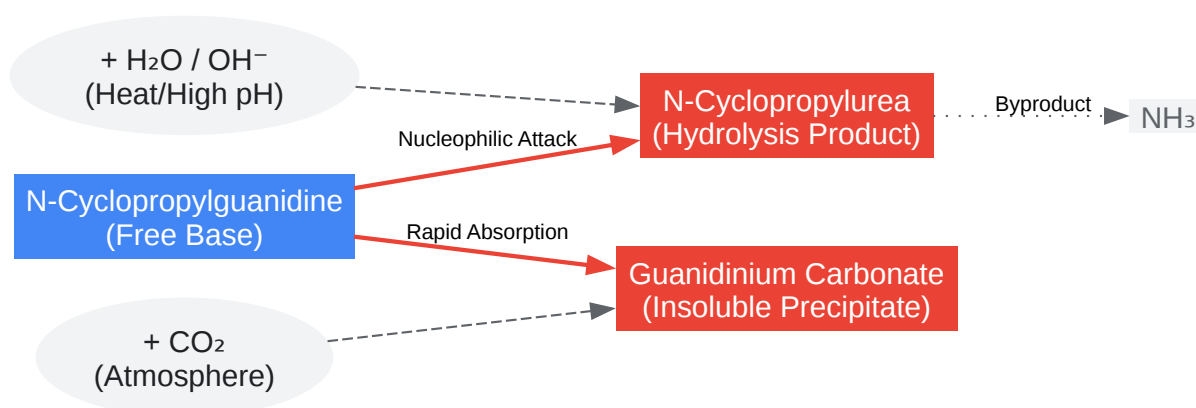 + H₂O / OH⁻
(Heat/High pH)
N-Cyclopropylurea
(Hydrolysis Product)
Byproduct
NH₃
Nucleophilic Attack
N-Cyclopropylguanidine
(Free Base)
Rapid Absorption
Guanidinium Carbonate
(Insoluble Precipitate)
+ CO₂
(Atmosphere)